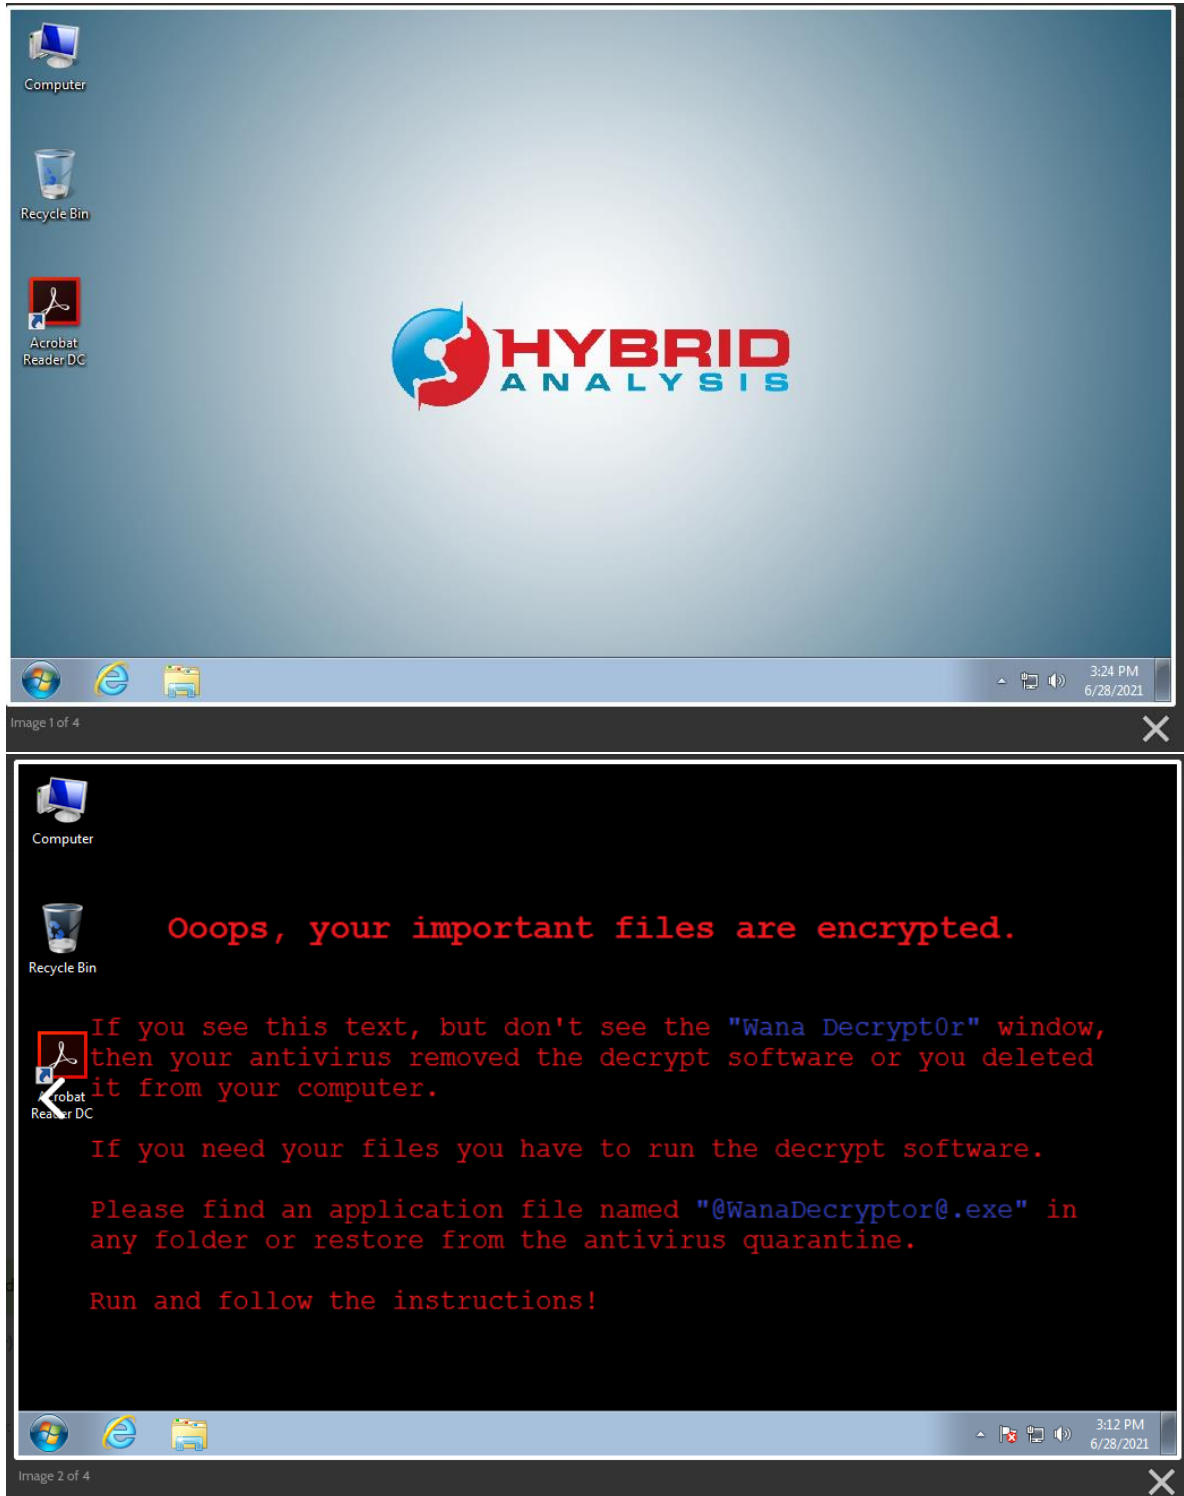 Computer
Recycle Bin
Acrobat
Reader DC
HYBRID
ANALYSIS
3:24 PM
6/28/2021
Image 1 of 4
Computer
Recycle Bin
Acrobat
Reader DC
Ooops, your important files are encrypted.
If you see this text, but don't see the "Wana Decrypt0r" window,
then your antivirus removed the decrypt software or you deleted
it from your computer.
If you need your files you have to run the decrypt software.
Please find an application file named "@WanaDecryptor@.exe" in
any folder or restore from the antivirus quarantine.
Run and follow the instructions!
3:12 PM
6/28/2021
Image 2 of 4